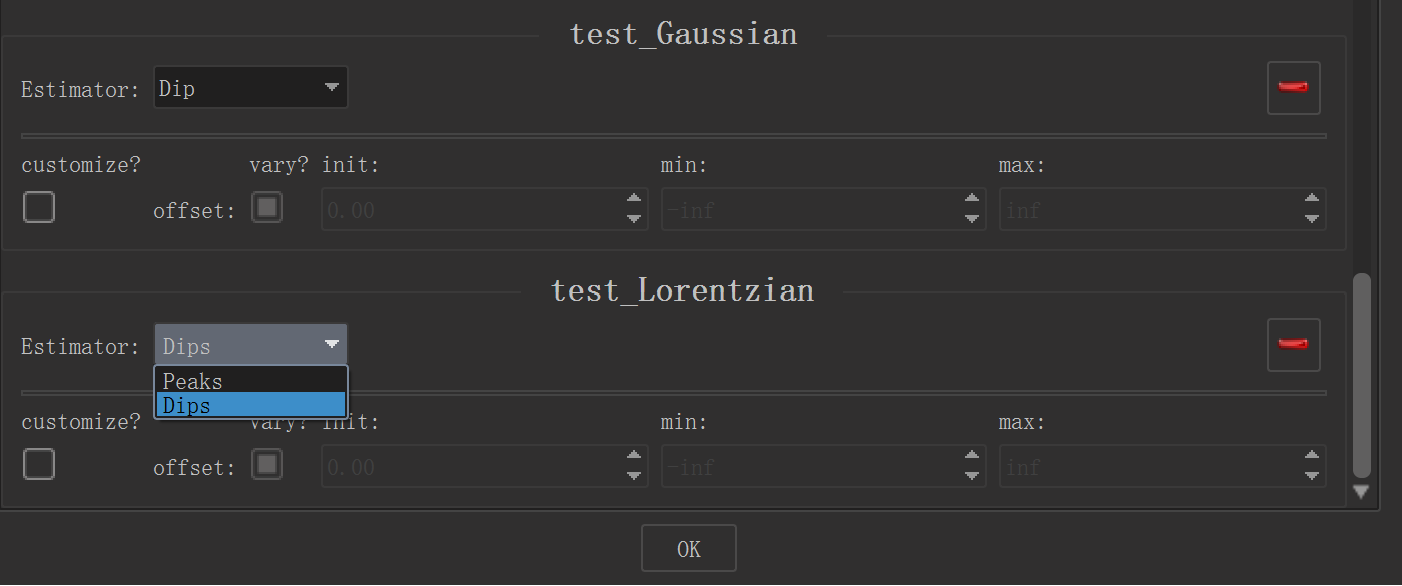 test_Gaussian
Estimator: Dip
customize? vary? init: min: max:
offset: 0.00 -inf inf
test_Lorentzian
Estimator: Dips
Peaks
Dips
customize? vary? init: min: max:
offset: 0.00 -inf inf
OK